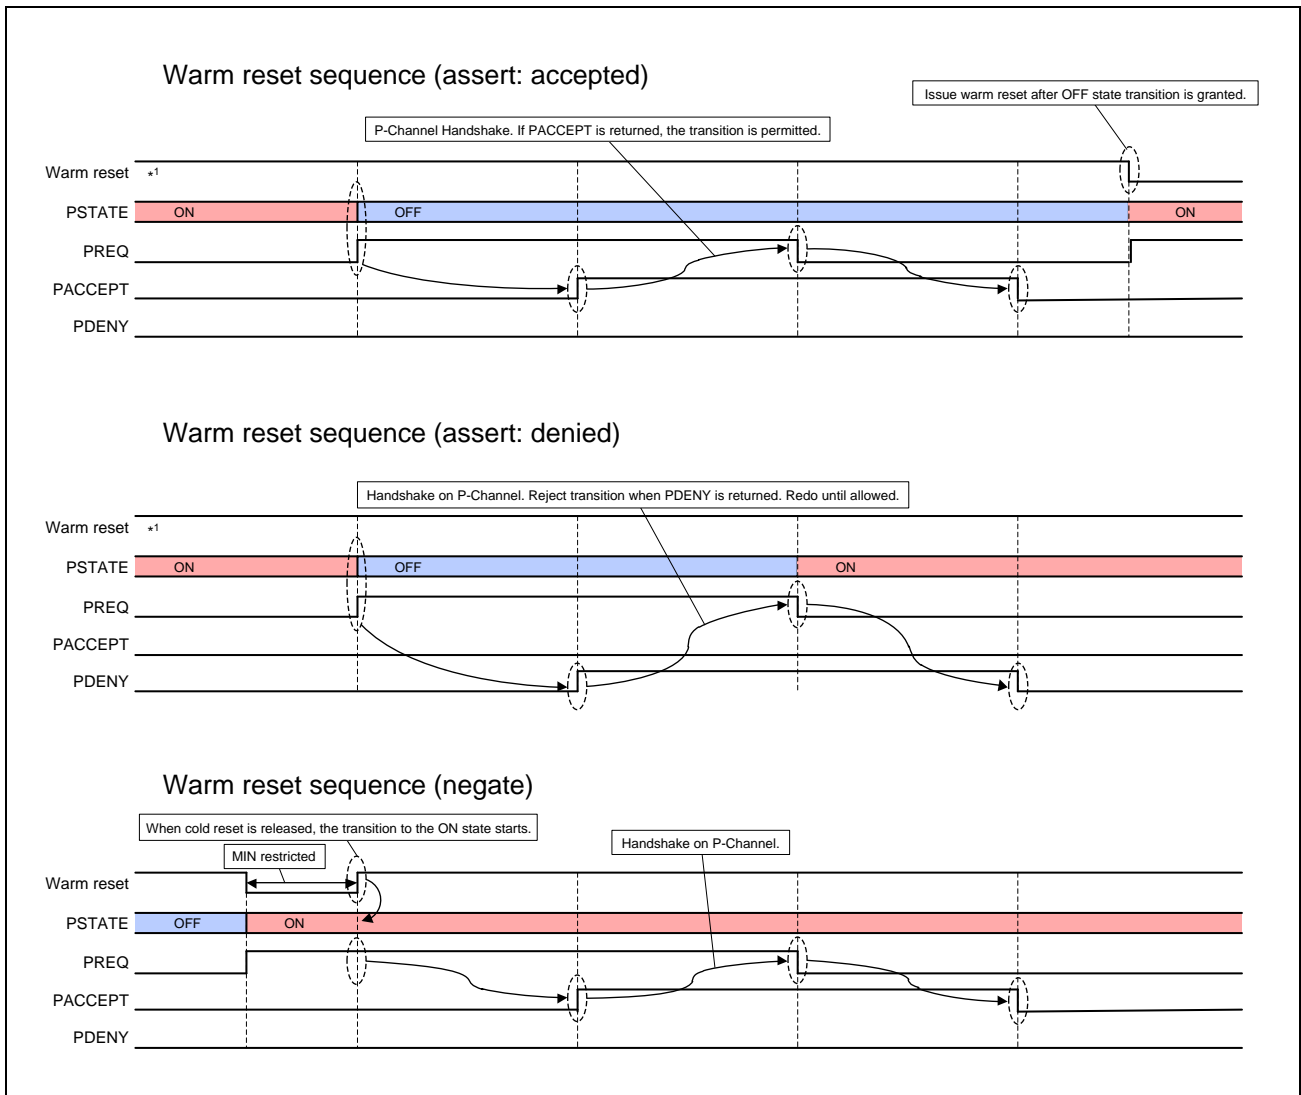 Warm reset sequence (assert: accepted)
Issue warm reset after OFF state transition is granted.
P-Channel Handshake. If PACCEPT is returned, the transition is permitted.
Warm reset *1
PSTATE ON OFF ON
PREQ
PACCEPT
PDENY
Warm reset sequence (assert: denied)
Handshake on P-Channel. Reject transition when PDENY is returned. Redo until allowed.
Warm reset *1
PSTATE ON OFF ON
PREQ
PACCEPT
PDENY
Warm reset sequence (negate)
When cold reset is released, the transition to the ON state starts.
MIN restricted
Handshake on P-Channel.
Warm reset
PSTATE OFF ON
PREQ
PACCEPT
PDENY